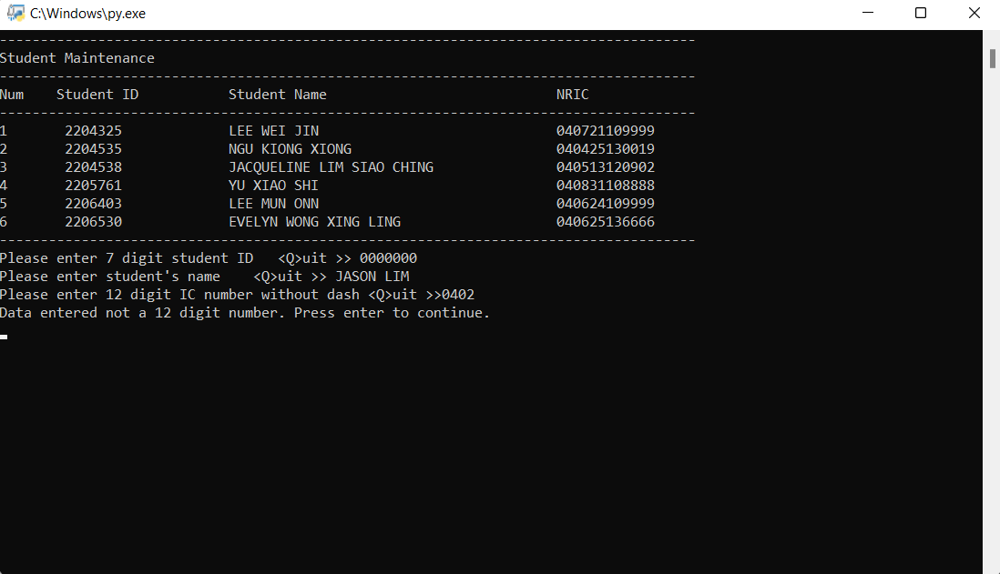 C:\Windows\py.exe
-------------------------------------------------------------------------------------
Student Maintenance
-------------------------------------------------------------------------------------
Num    Student ID           Student Name                            NRIC
-------------------------------------------------------------------------------------
1       2204325             LEE WEI JIN                             040721109999
2       2204535             NGU KIONG XIONG                         040425130019
3       2204538             JACQUELINE LIM SIAO CHING               040513120902
4       2205761             YU XIAO SHI                             040831108888
5       2206403             LEE MUN ONN                             040624109999
6       2206530             EVELYN WONG XING LING                   040625136666
-------------------------------------------------------------------------------------
Please enter 7 digit student ID   <Q>uit >> 0000000
Please enter student's name    <Q>uit >> JASON LIM
Please enter 12 digit IC number without dash <Q>uit >>0402
Data entered not a 12 digit number. Press enter to continue.